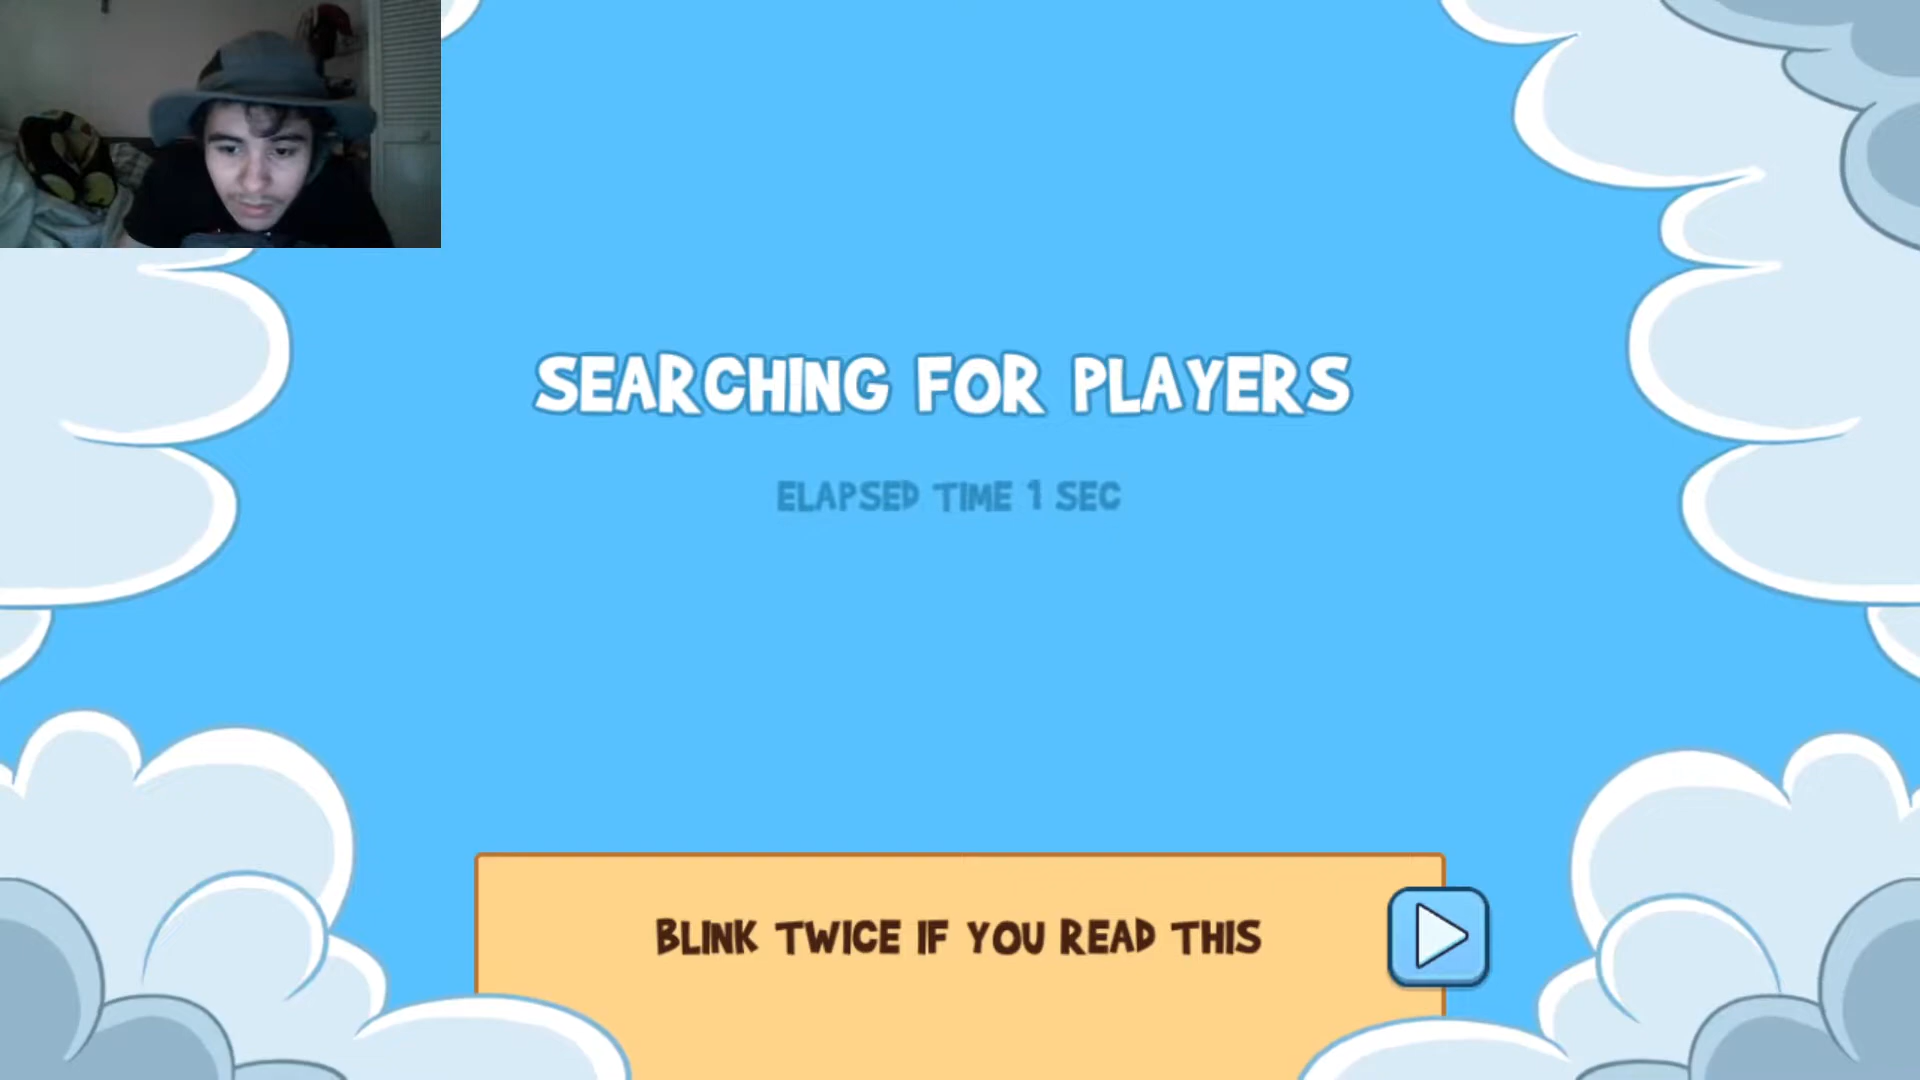 SEARCHING FOR PLAYERS
ELAPSED TIME 1 SEC
BLINK TWICE IF YOU READ THIS